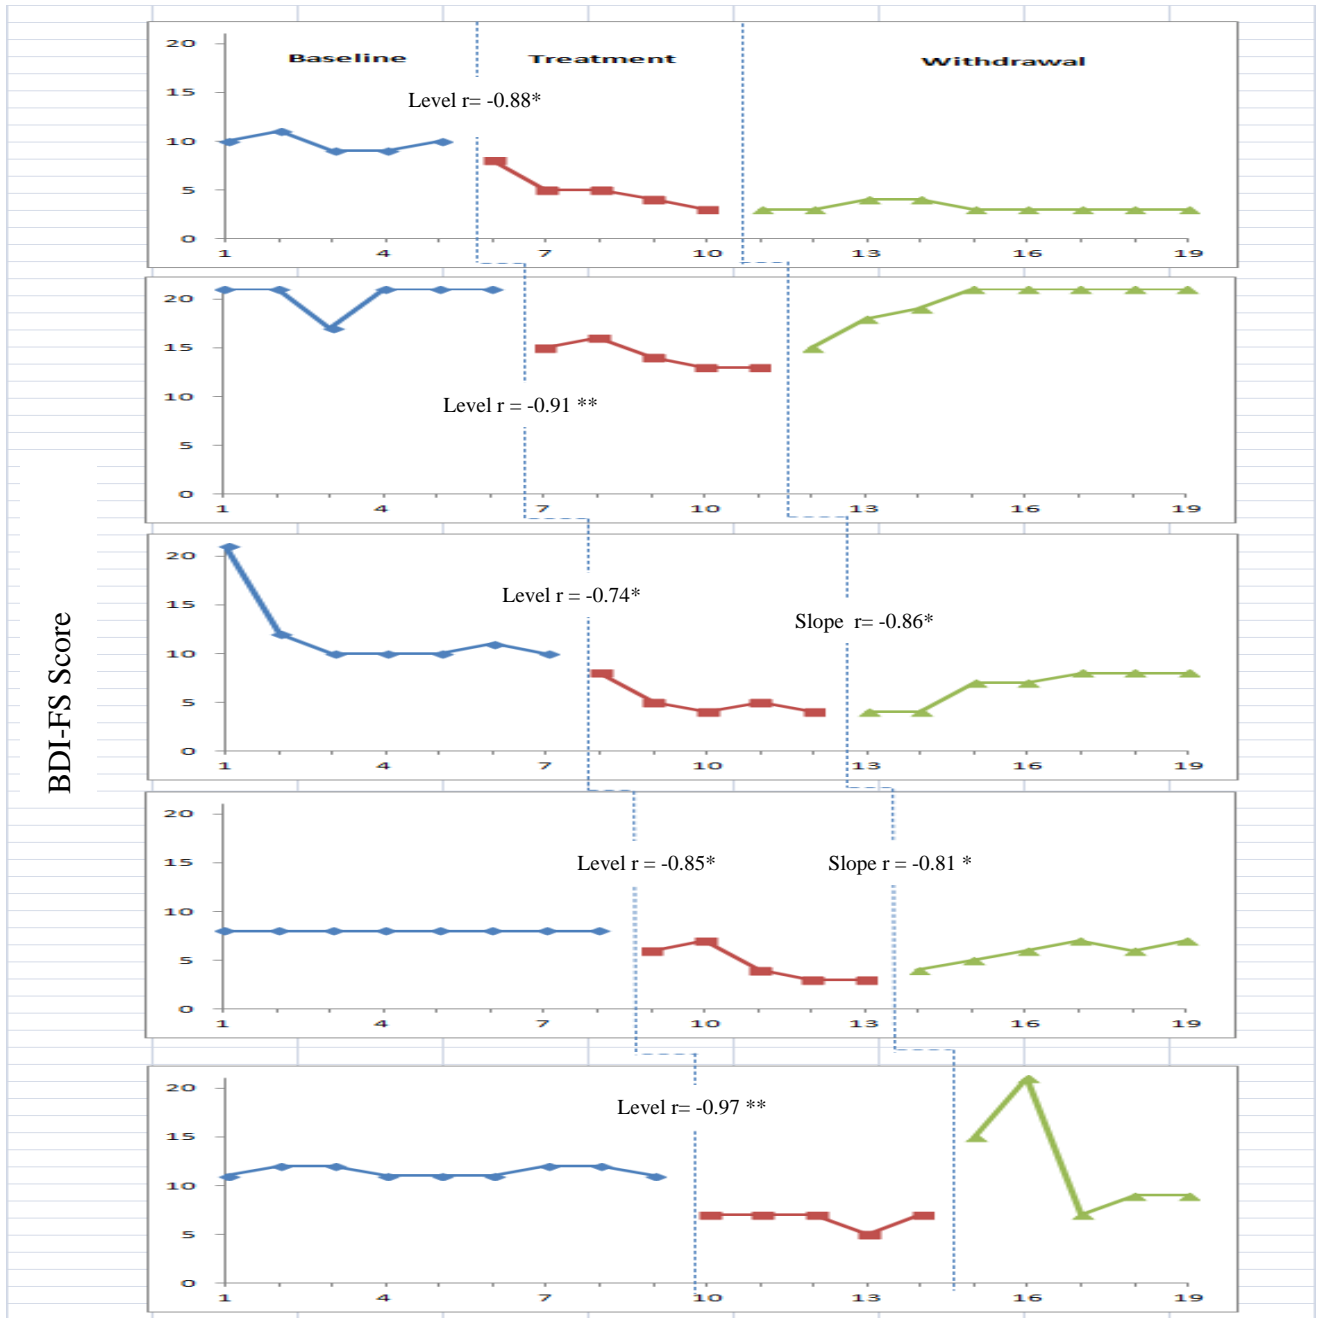 Baseline Treatment Withdrawal
20
Level r= -0.88*
15
10
5
0
1 4 7 10 13 16 19
20
15
Level r = -0.91 **
10
5
0
1 4 7 10 13 16 19
BDI-FS Score
20
Level r = -0.74*
15
Slope r= -0.86*
10
5
0
1 4 7 10 13 16 19
20
15
Level r = -0.85* Slope r = -0.81 *
10
5
0
1 4 7 10 13 16 19
20
Level r= -0.97 **
15
10
5
0
1 4 7 10 13 16 19